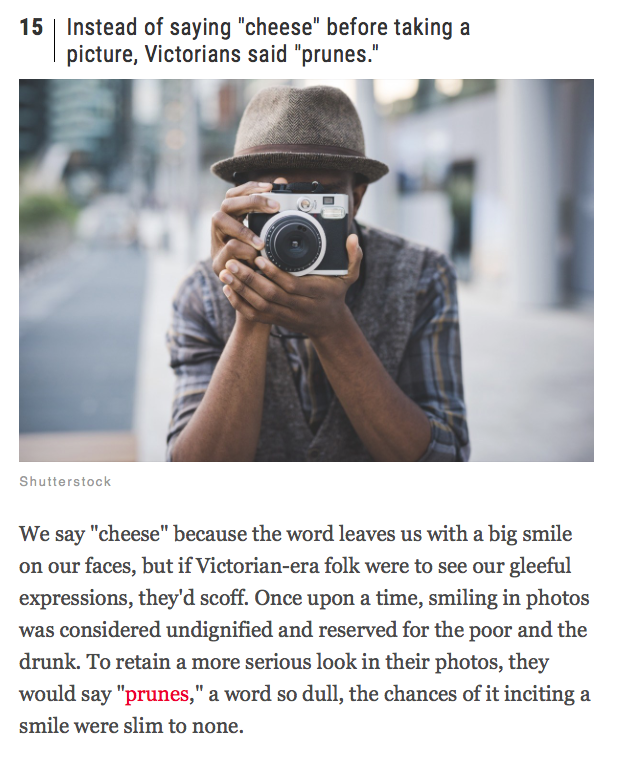 15 Instead of saying "cheese" before taking a
picture, Victorians said "prunes."
Shutterstock
We say "cheese" because the word leaves us with a big smile
on our faces, but if Victorian-era folk were to see our gleeful
expressions, they'd scoff. Once upon a time, smiling in photos
was considered undignified and reserved for the poor and the
drunk. To retain a more serious look in their photos, they
would say "prunes," a word so dull, the chances of it inciting a
smile were slim to none.